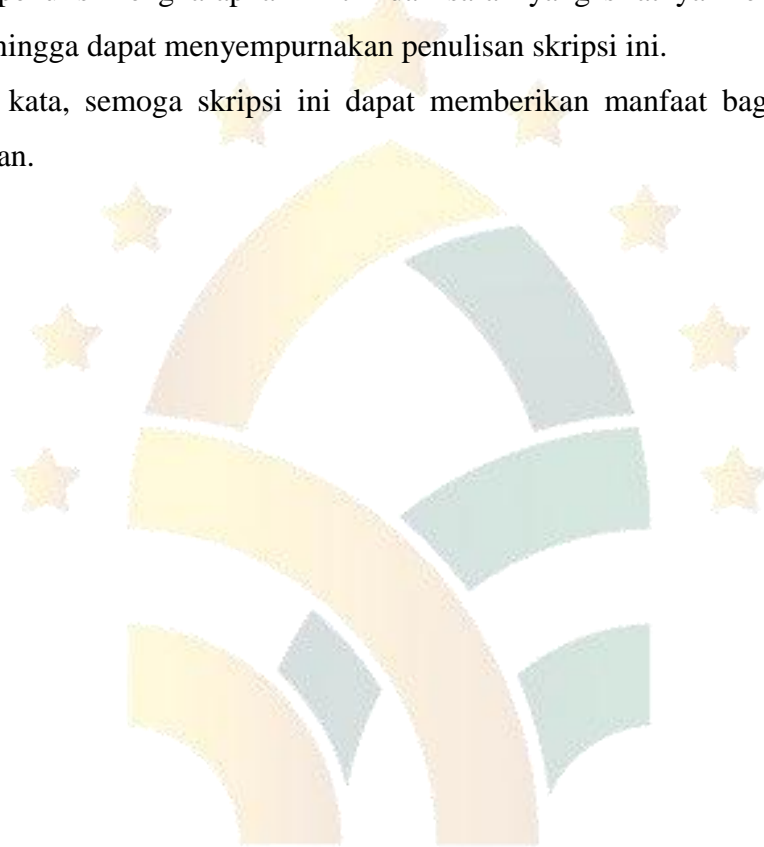 hingga dapat menyempurnakan penulisan skripsi ini.
kata, semoga skripsi ini dapat memberikan manfaat bag
an.